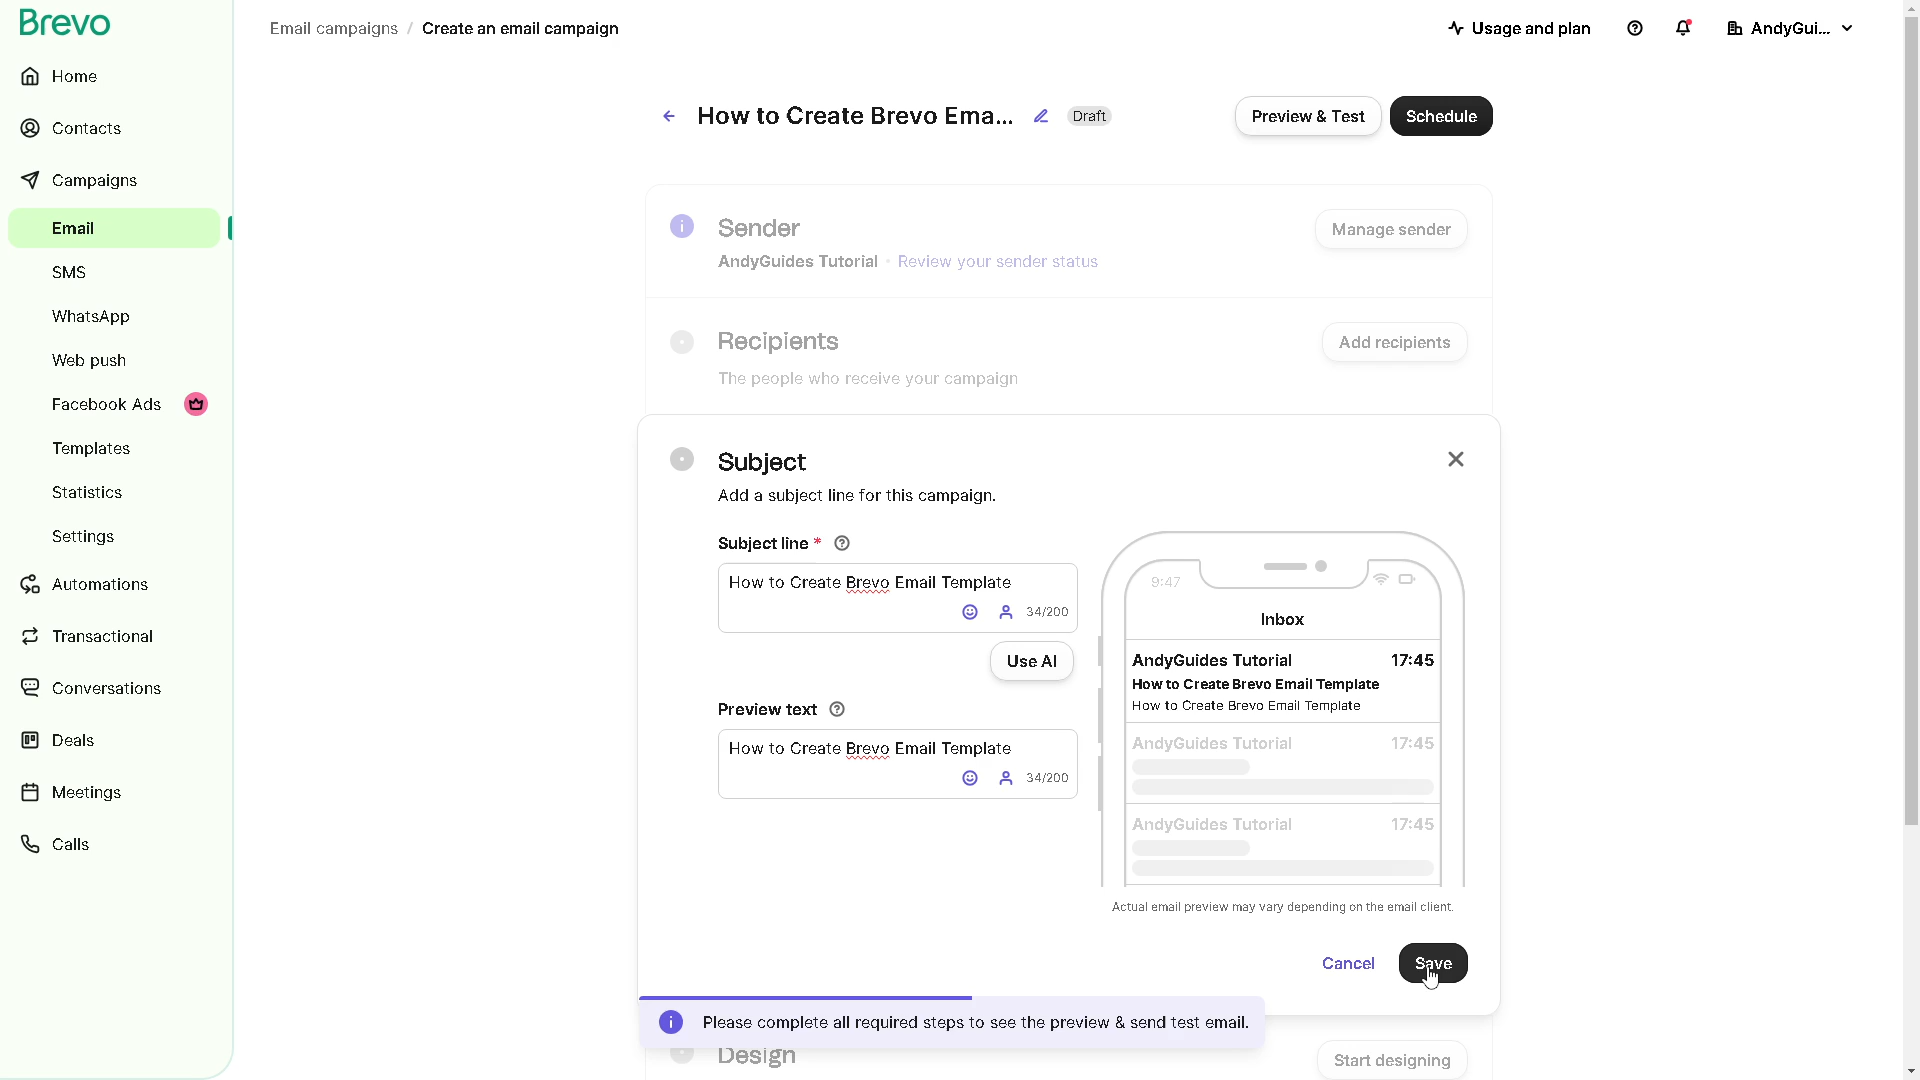 Brevo
Home
Contacts
Campaigns
Email
SMS
WhatsApp
Web push
Facebook Ads
Templates
Statistics
Settings
Automations
Transactional
Conversations
Deals
Meetings
Calls
Email campaigns / Create an email campaign
Usage and plan
AndyGui...
How to Create Brevo Ema...
Draft
Preview & Test
Schedule
Sender
Manage sender
AndyGuides Tutorial • Review your sender status
Recipients
Add recipients
The people who receive your campaign
Subject
Add a subject line for this campaign.
Subject line *
How to Create Brevo Email Template
34/200
Use AI
Preview text
How to Create Brevo Email Template
34/200
9:47
Inbox
AndyGuides Tutorial 17:45
How to Create Brevo Email Template
How to Create Brevo Email Template
AndyGuides Tutorial 17:45
AndyGuides Tutorial 17:45
Actual email preview may vary depending on the email client.
Cancel
Save
Please complete all required steps to see the preview & send test email.
Design
Start designing